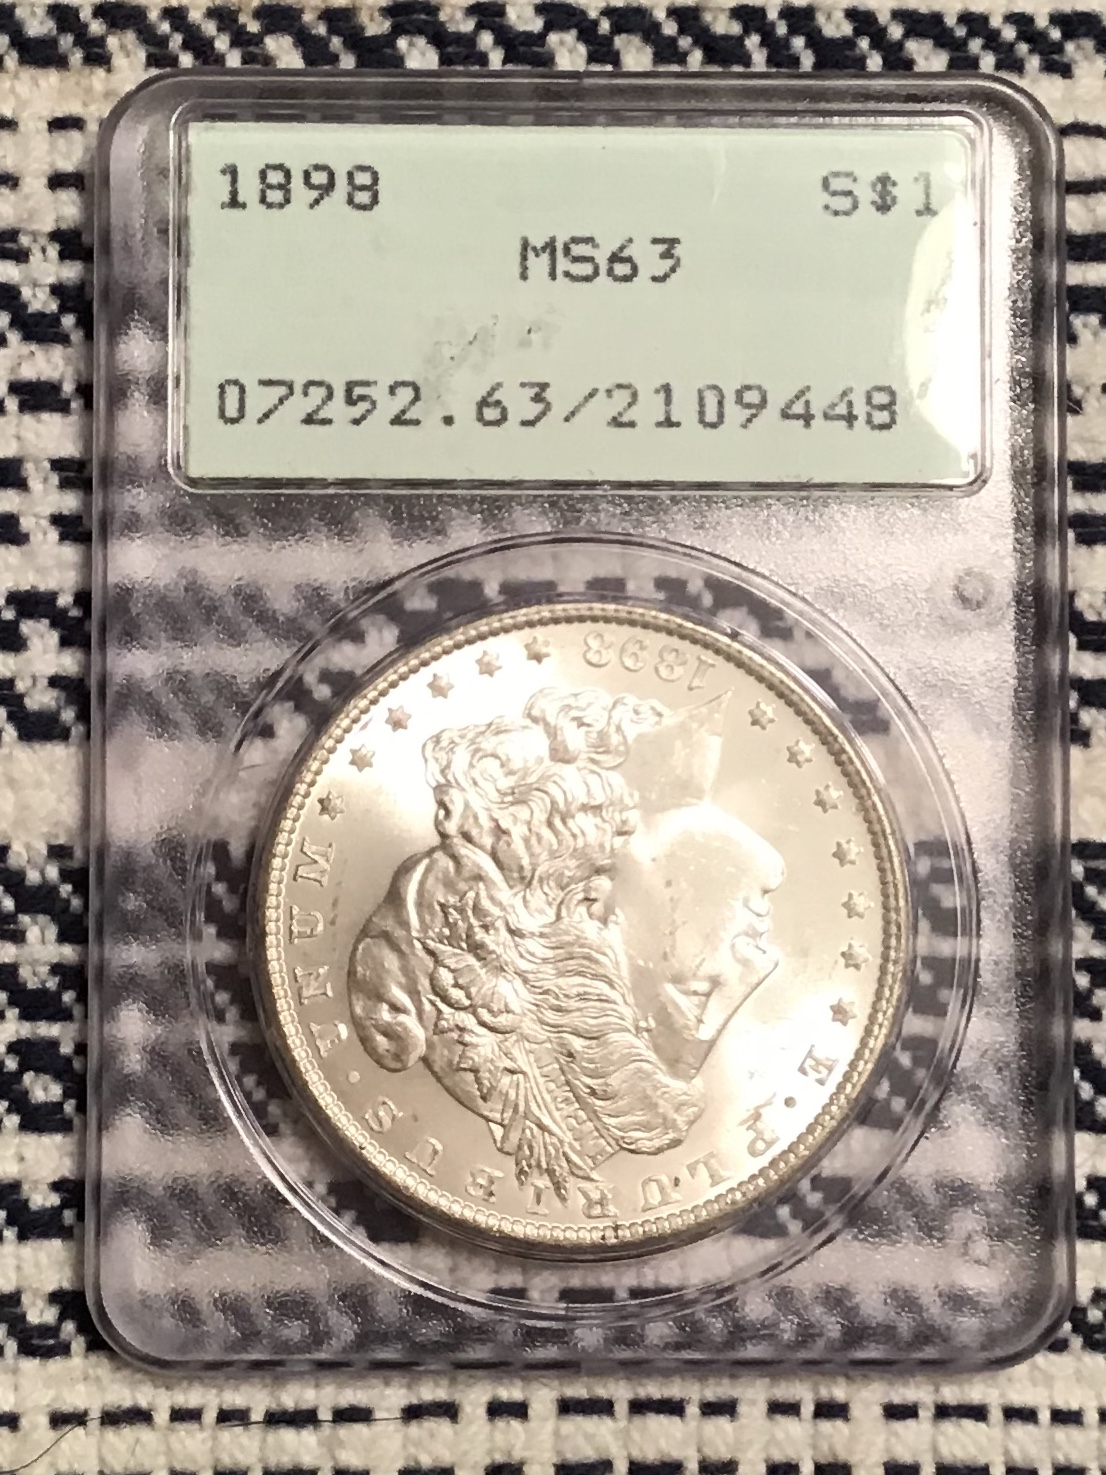 1898 S$1
MS63
07252.63/2109448
E · PLURIBUS · UNUM
1898